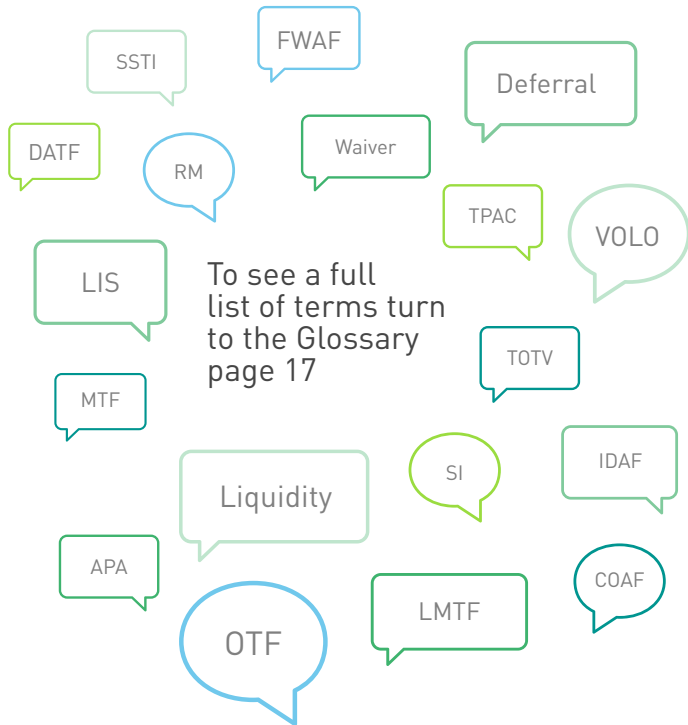 FWAF
SSTI
Deferral
DATF
RM
Waiver
TPAC
VOLO
LIS
To see a full
list of terms turn
to the Glossary
page 17
TOTV
MTF
SI
IDAF
Liquidity
APA
COAF
LMTF
OTF